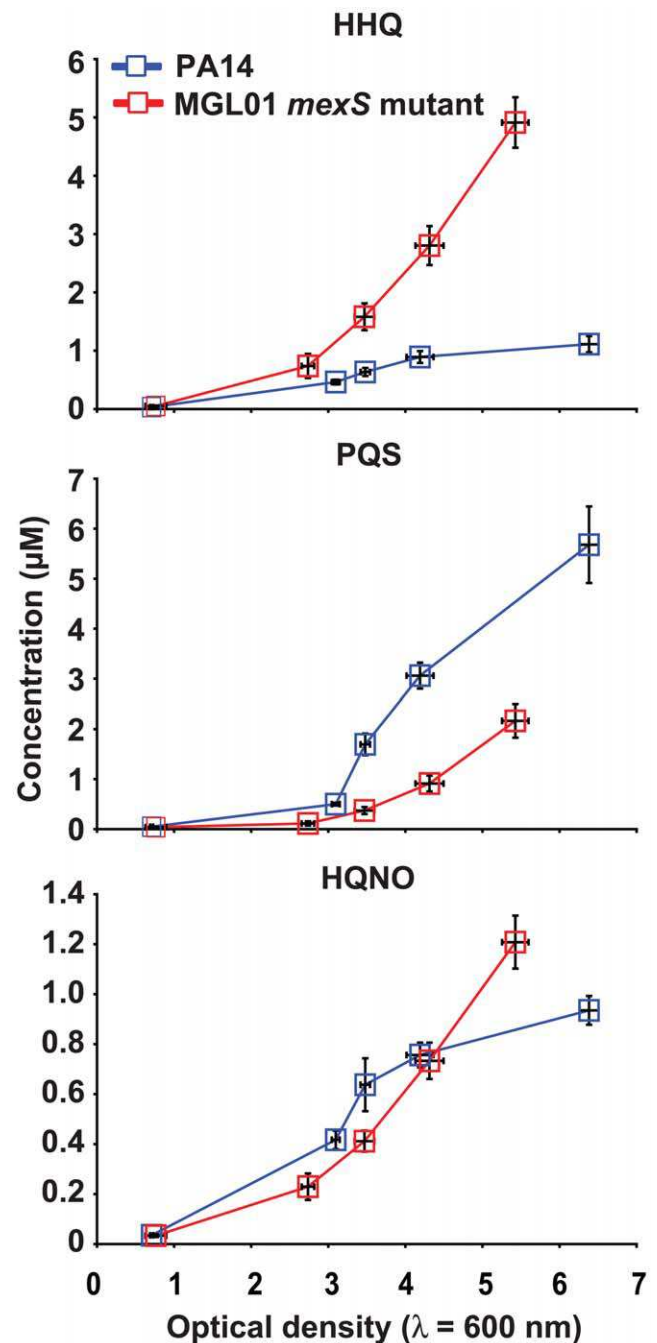 HHQ
PA14
MGL01 mexS mutant
6
5
4
3
2
1
0
PQS
7
6
5
4
3
2
1
0
HQNO
1.4
1.2
1.0
0.8
0.6
0.4
0.2
0
Concentration (µM)
0 1 2 3 4 5 6 7
Optical density (λ = 600 nm)